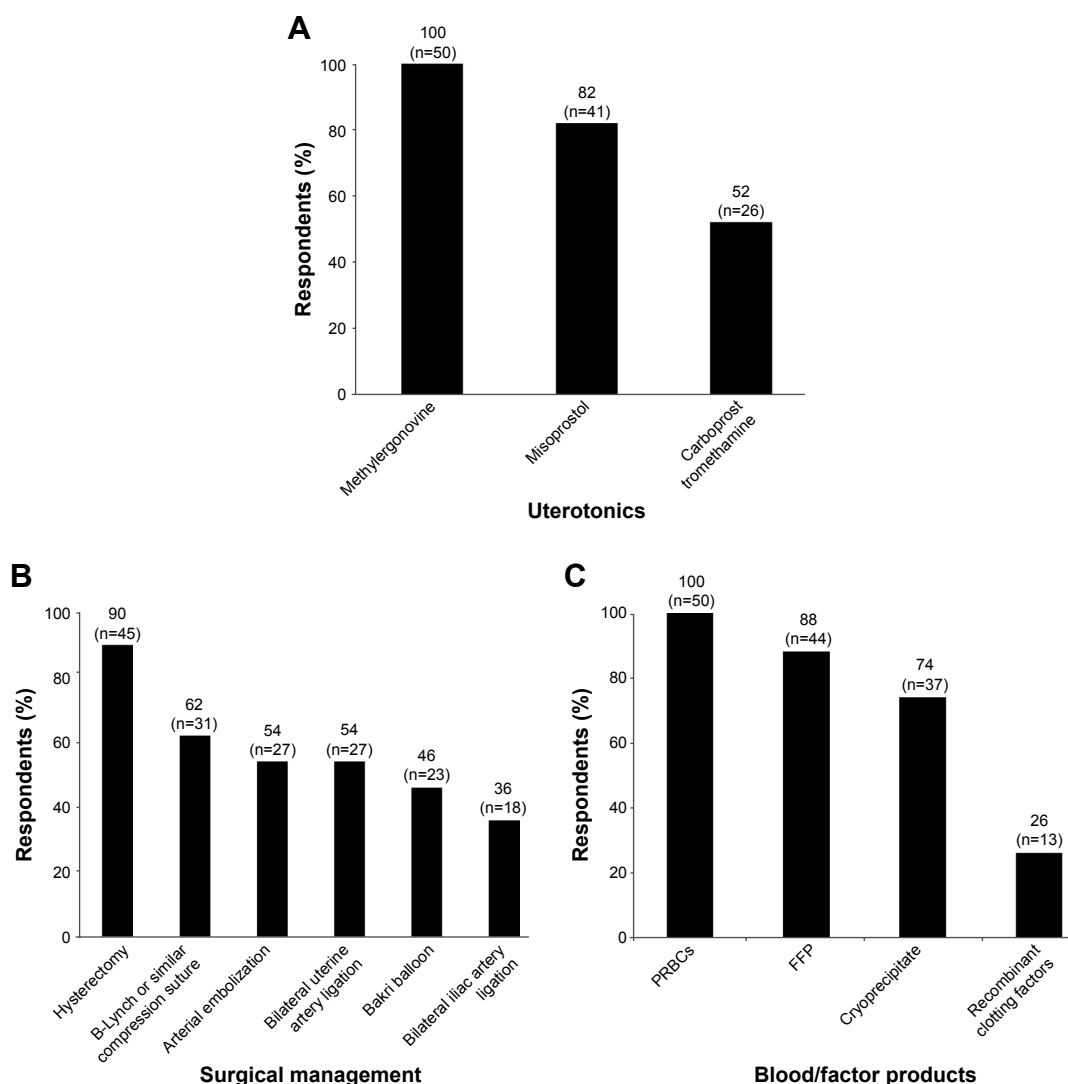 A
100
(n=50)
82
(n=41)
52
(n=26)
Respondents (%)
100
80
60
40
20
0
Methylergonovine
Misoprostol
Carboprost
tromethamine
Uterotonics
B
90
(n=45)
62
(n=31)
54
(n=27)
54
(n=27)
46
(n=23)
36
(n=18)
Respondents (%)
100
80
60
40
20
0
Hysterectomy
B-Lynch or similar
compression suture
Arterial embolization
Bilateral uterine
artery ligation
Bakri balloon
Bilateral iliac artery
ligation
Surgical management
C
100
(n=50)
88
(n=44)
74
(n=37)
26
(n=13)
Respondents (%)
100
80
60
40
20
0
PRBCs
FFP
Cryoprecipitate
Recombinant
clotting factors
Blood/factor products